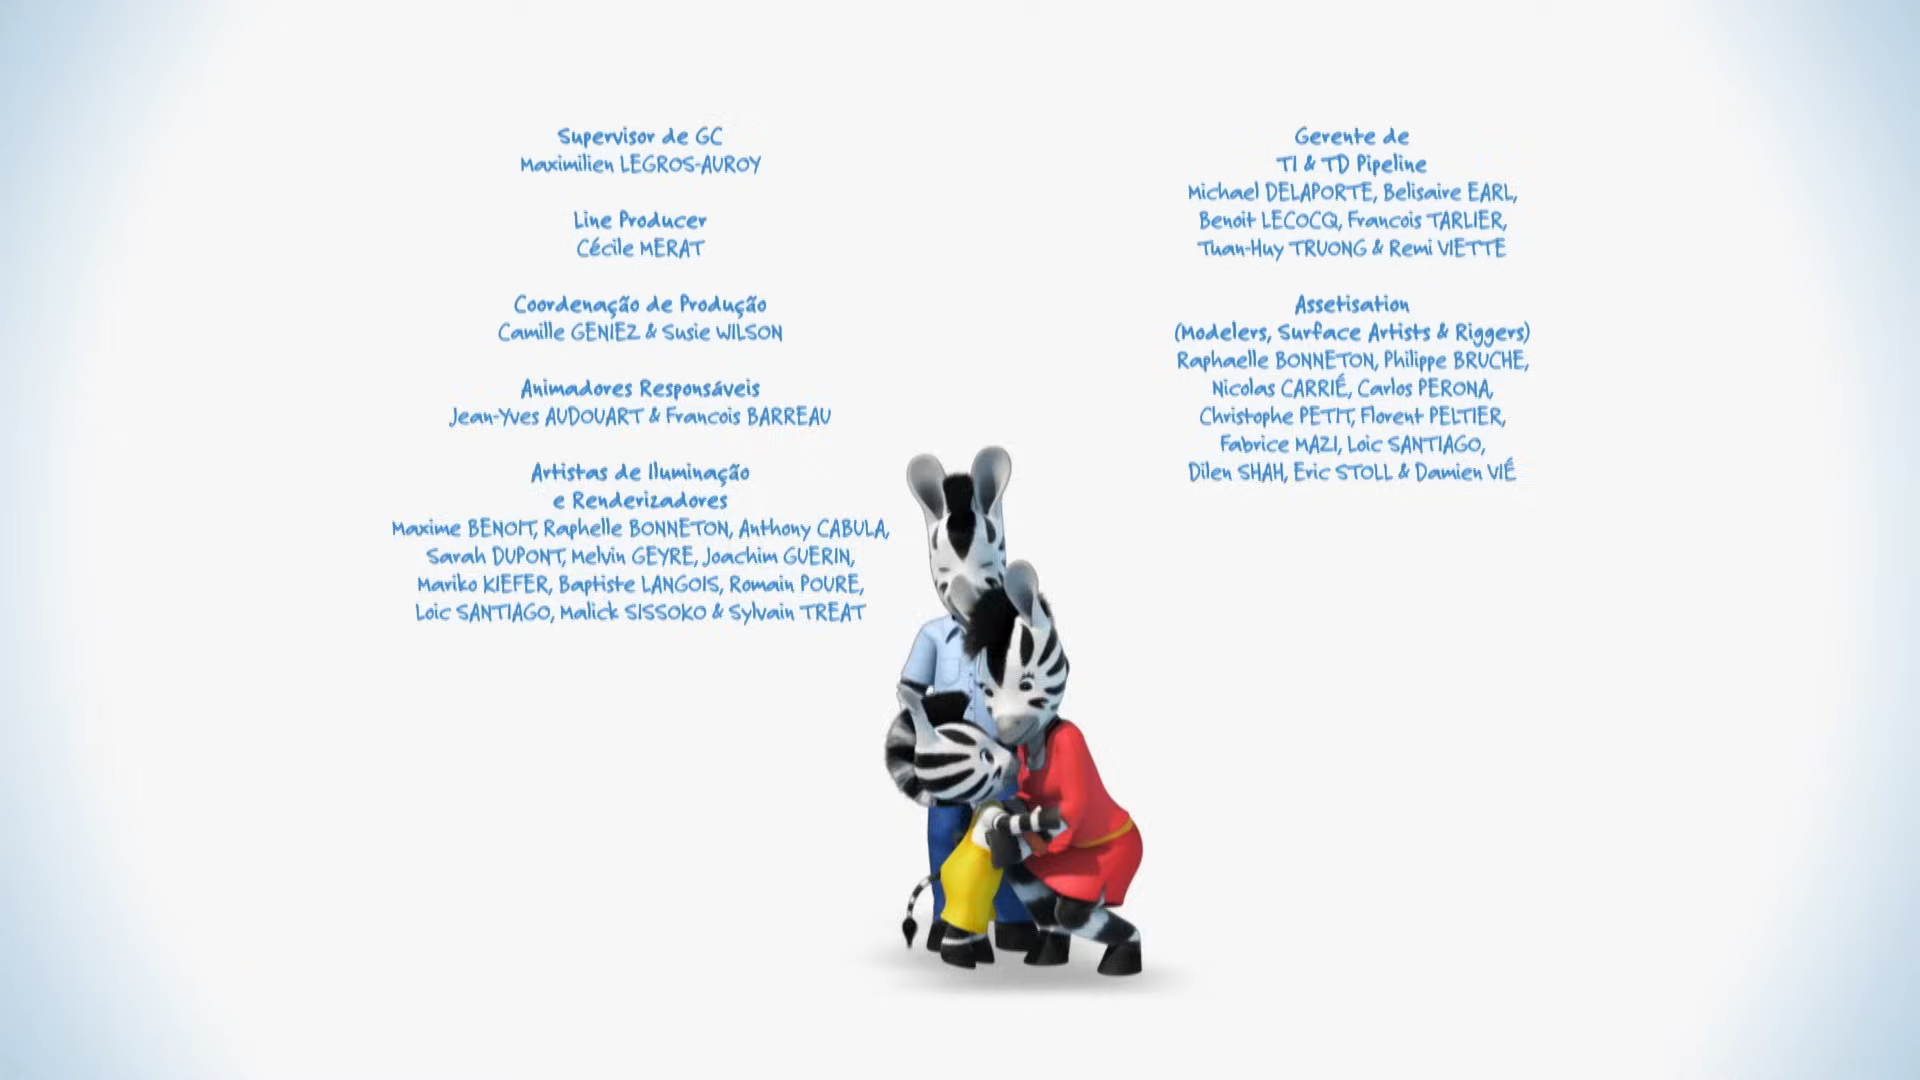 Supervisor de GC
Maximilien LEGROS-AUROY
Line Producer
Cécile MERAT
Coordenação de Produção
Camille GENIEZ & Susie WILSON
Animadores Responsáveis
Jean-Yves AUDOUART & Francois BARREAU
Artistas de Iluminação
e Renderizadores
Maxime BENOIT, Raphelle BONNETON, Anthony CABULA,
Sarah DUPONT, Melvin GEYRE, Joachim GUERIN,
Mariko KIEFER, Baptiste LANGOIS, Romain POURE,
Loic SANTIAGO, Malick SISSOKO & Sylvain TREAT
Gerente de
TI & TD Pipeline
Michael DELAPORTE, Belisaire EARL,
Benoit LECOCQ, Francois TARLIER,
Tuan-Huy TRUONG & Remi VIETTE
Assetisation
(Modelers, Surface Artists & Riggers)
Raphaelle BONNETON, Philippe BRUCHE,
Nicolas CARRIÉ, Carlos PERONA,
Christophe PETIT, Florent PELTIER,
Fabrice MAZI, Loic SANTIAGO,
Dilen SHAH, Eric STOLL & Damien VIÉ